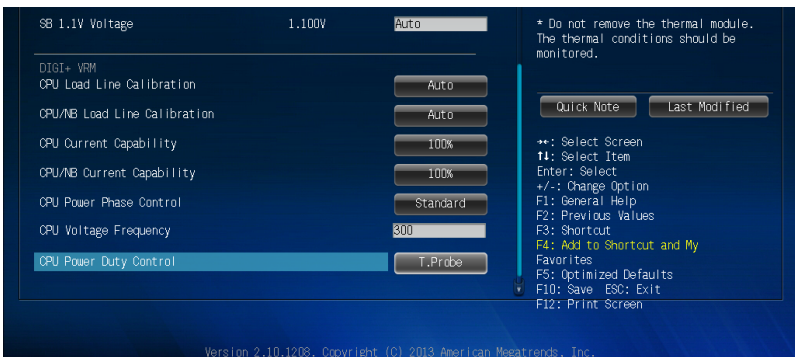 SB 1.1V Voltage 1.100V Auto
DIGI+ VRM
CPU Load Line Calibration Auto
CPU/NB Load Line Calibration Auto
CPU Current Capability 100%
CPU/NB Current Capability 100%
CPU Power Phase Control Standard
CPU Voltage Frequency 300
CPU Power Duty Control T.Probe
* Do not remove the thermal module.
The thermal conditions should be
monitored.
Quick Note Last Modified
→←: Select Screen
↑↓: Select Item
Enter: Select
+/-: Change Option
F1: General Help
F2: Previous Values
F3: Shortcut
F4: Add to Shortcut and My
Favorites
F5: Optimized Defaults
F10: Save ESC: Exit
F12: Print Screen
Version 2.10.1208. Copyright (C) 2013 American Megatrends, Inc.